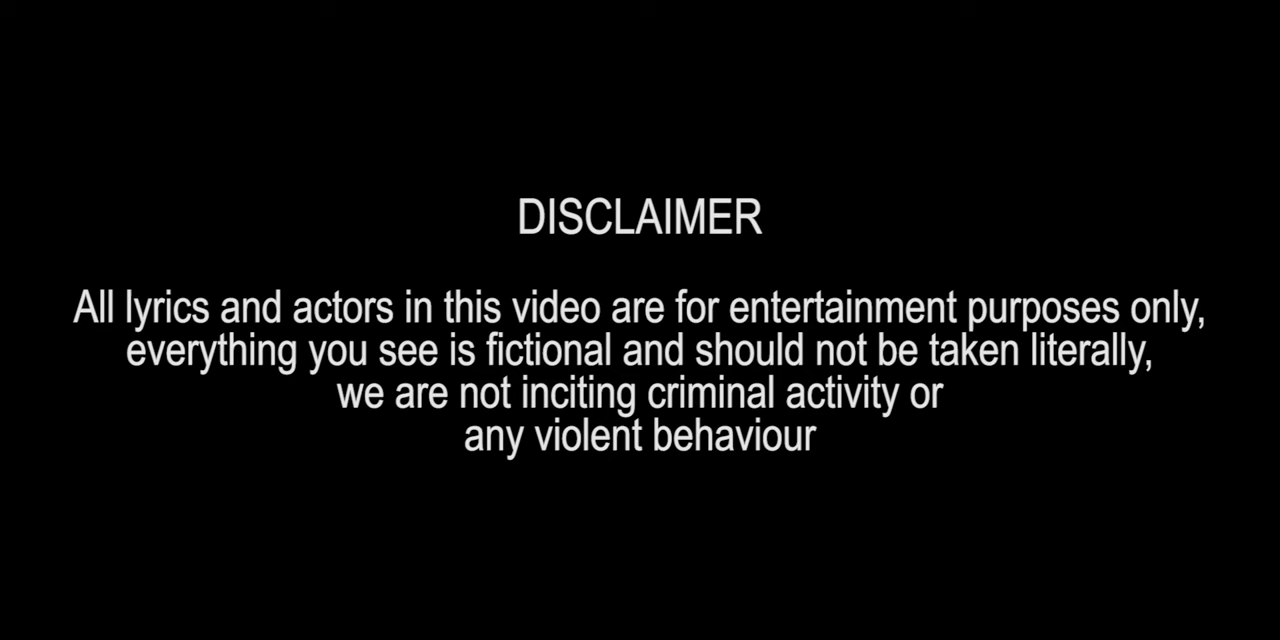 DISCLAIMER
All lyrics and actors in this video are for entertainment purposes only,
everything you see is fictional and should not be taken literally,
we are not inciting criminal activity or
any violent behaviour